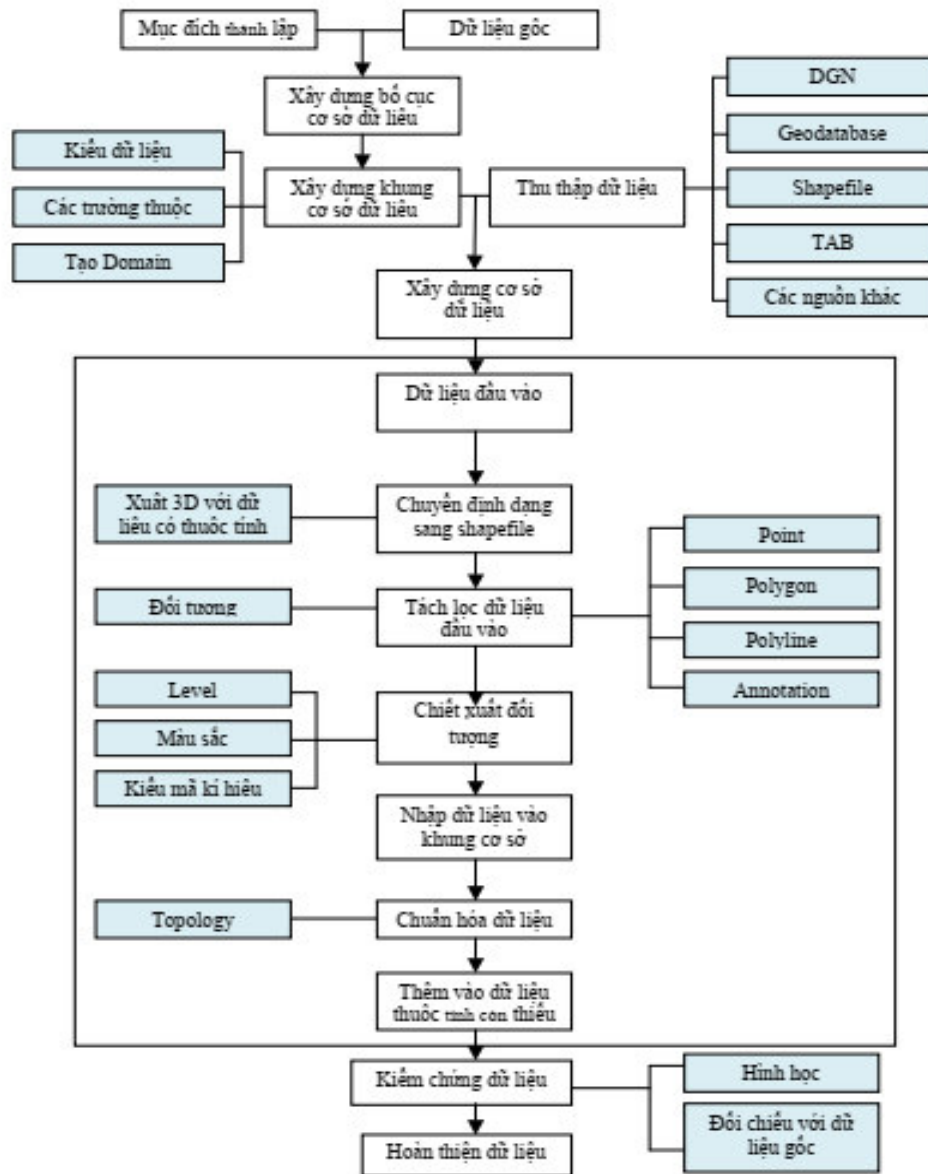 Mục đích thành lập
Dữ liệu gốc
Xây dựng bố cục
cơ sở dữ liệu
DGN
Geodatabase
Shapefile
TAB
Các nguồn khác
Kiểu dữ liệu
Các trường thuộc
Tạo Domain
Xây dựng khung
cơ sở dữ liệu
Thu thập dữ liệu
Xây dựng cơ sở
dữ liệu
Dữ liệu đầu vào
Xuất 3D với dữ
liệu có thuộc tính
Chuyển định dạng
sang shapefile
Đối tượng
Tách lọc dữ liệu
đầu vào
Point
Polygon
Polyline
Annotation
Level
Màu sắc
Kiểu mã kí hiệu
Chiết xuất đối
tượng
Nhập dữ liệu vào
khung cơ sở
Topology
Chuẩn hóa dữ liệu
Thêm vào dữ liệu
thuộc tính còn thiếu
Kiểm chứng dữ liệu
Hình học
Đối chiếu với dữ
liệu gốc
Hoàn thiện dữ liệu